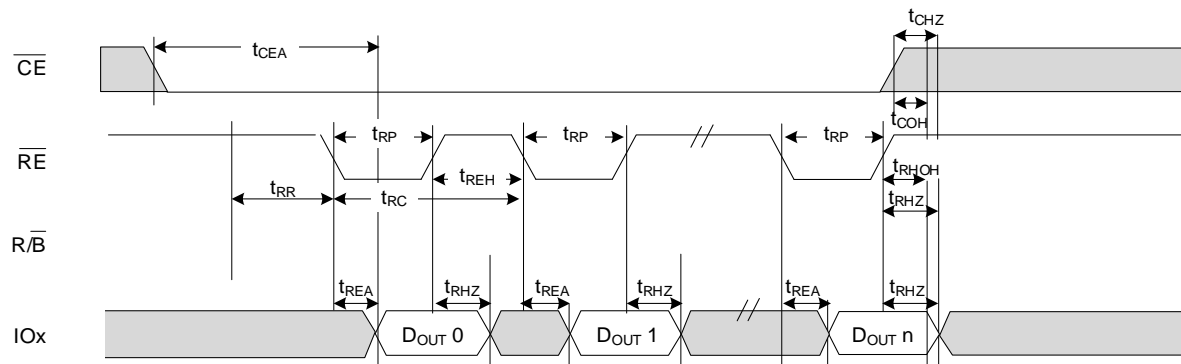 tCHZ
CE
tCEA
tCOH
tRP
tRP
tRP
RE
tREH
tRHOH
tRR
tRC
tRHZ
R/B
tREA
tRHZ
tREA
tRHZ
tREA
tRHZ
IOx
DOUT 0
DOUT 1
DOUT n